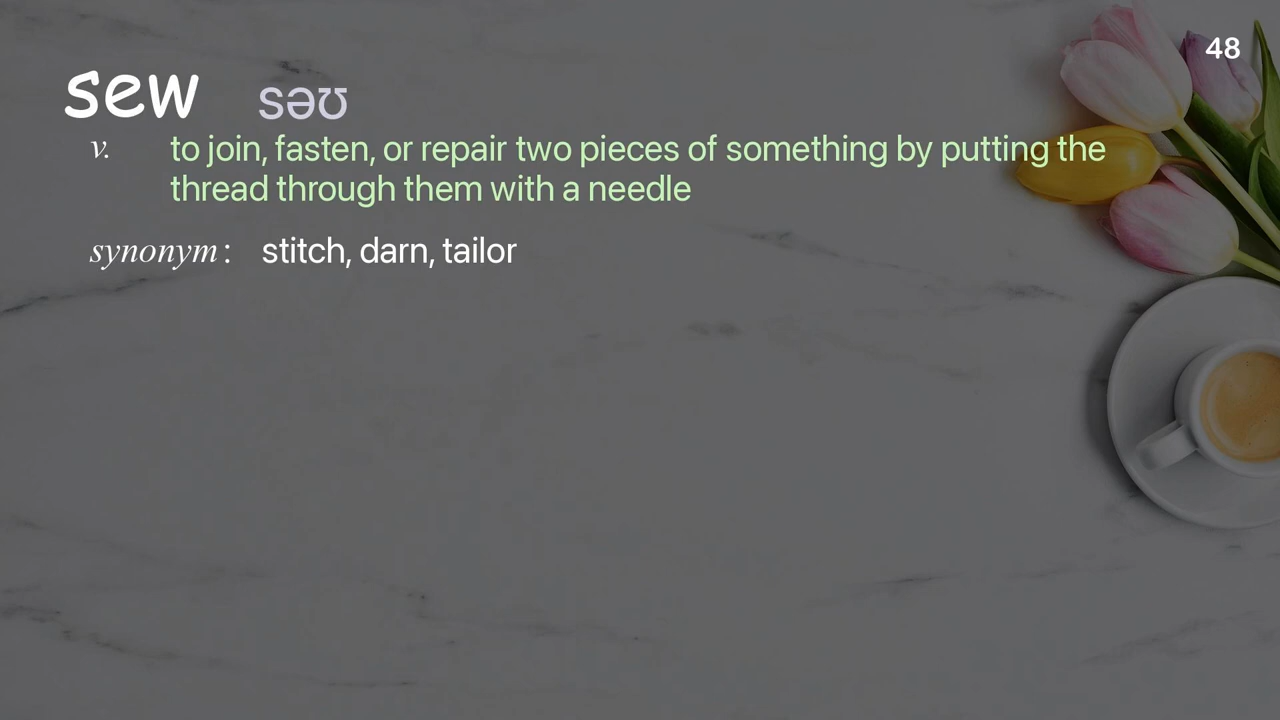 48
sew səʊ
v. to join, fasten, or repair two pieces of something by putting the
thread through them with a needle
synonym : stitch, darn, tailor